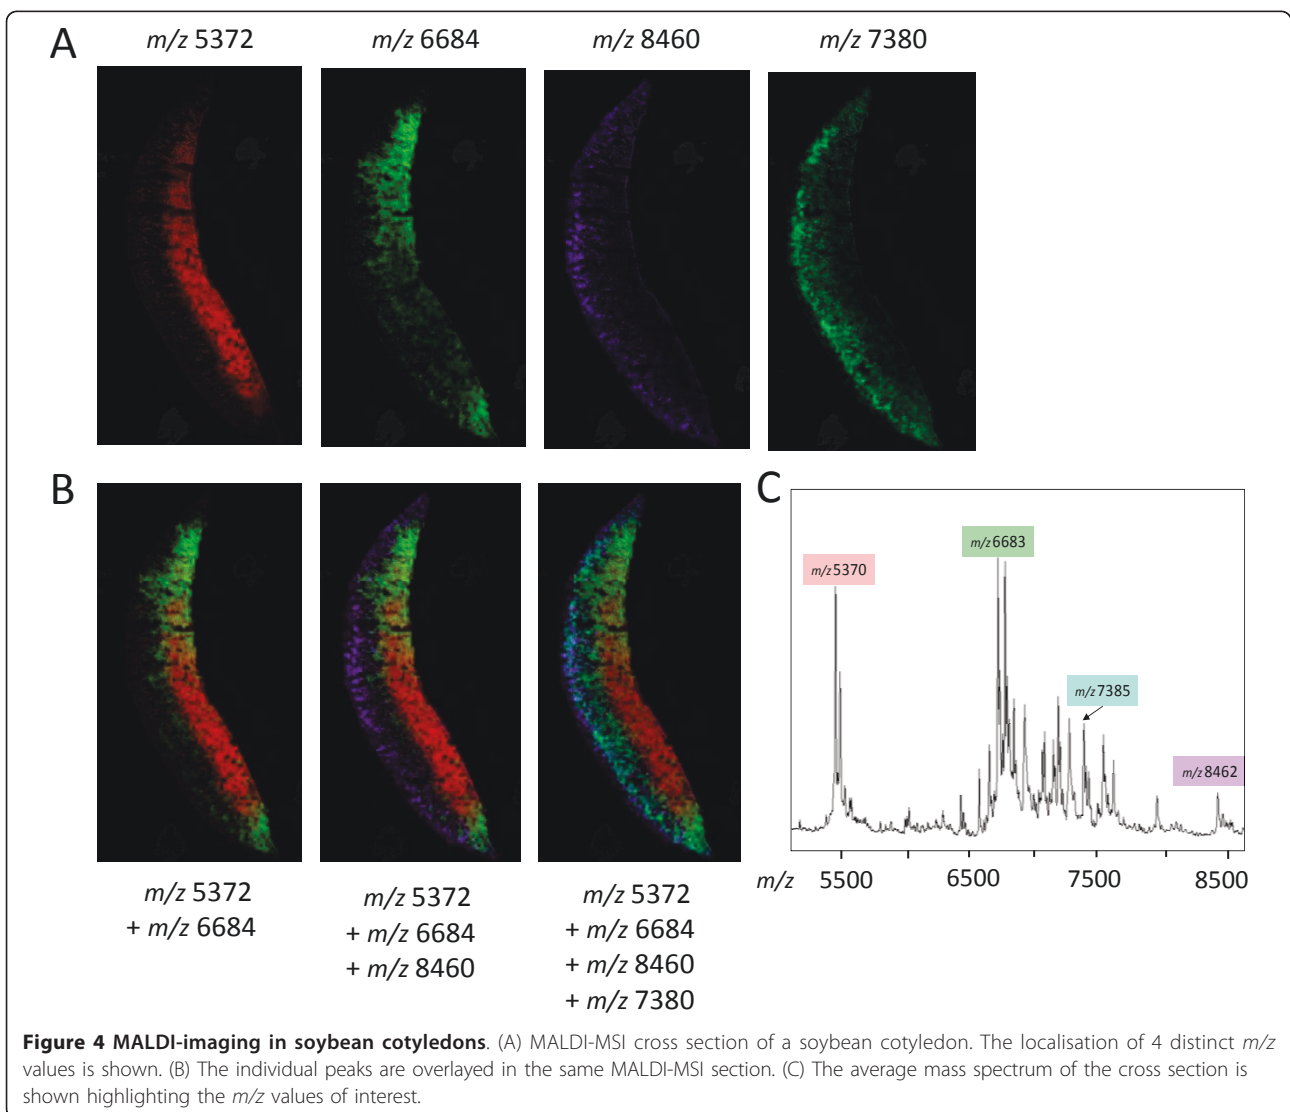 A
m/z 5372 m/z 6684 m/z 8460 m/z 7380
B
m/z 5372
+ m/z 6684
m/z 5372
+ m/z 6684
+ m/z 8460
m/z 5372
+ m/z 6684
+ m/z 8460
+ m/z 7380
C
m/z 5370
m/z 6683
m/z 7385
m/z 8462
m/z 5500 6500 7500 8500
Figure 4 MALDI-imaging in soybean cotyledons. (A) MALDI-MSI cross section of a soybean cotyledon. The localisation of 4 distinct m/z
values is shown. (B) The individual peaks are overlayed in the same MALDI-MSI section. (C) The average mass spectrum of the cross section is
shown highlighting the m/z values of interest.